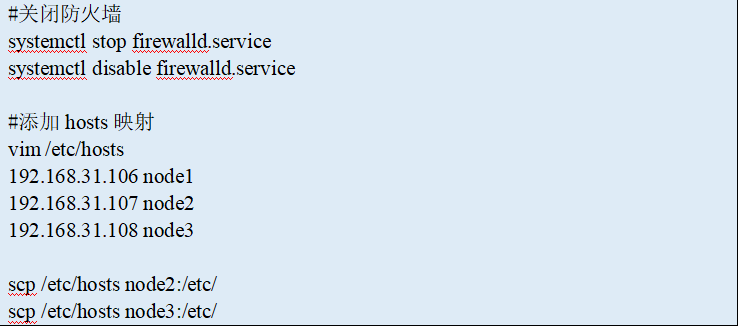 #关闭防火墙
systemctl stop firewalld.service
systemctl disable firewalld.service
#添加 hosts 映射
vim /etc/hosts
192.168.31.106 node1
192.168.31.107 node2
192.168.31.108 node3
scp /etc/hosts node2:/etc/
scp /etc/hosts node3:/etc/